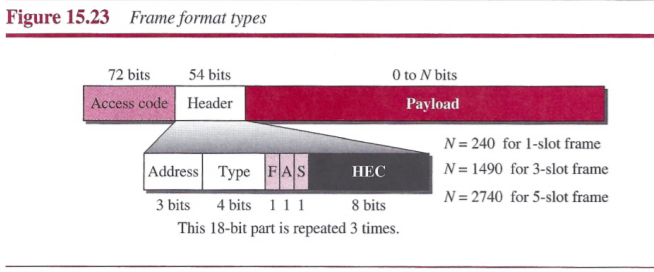 Figure 15.23 Frame format types
72 bits 54 bits 0 to N bits
Access code Header Payload
N = 240 for 1-slot frame
Address Type F A S HEC
N = 1490 for 3-slot frame
N = 2740 for 5-slot frame
3 bits 4 bits 1 1 1 8 bits
This 18-bit part is repeated 3 times.